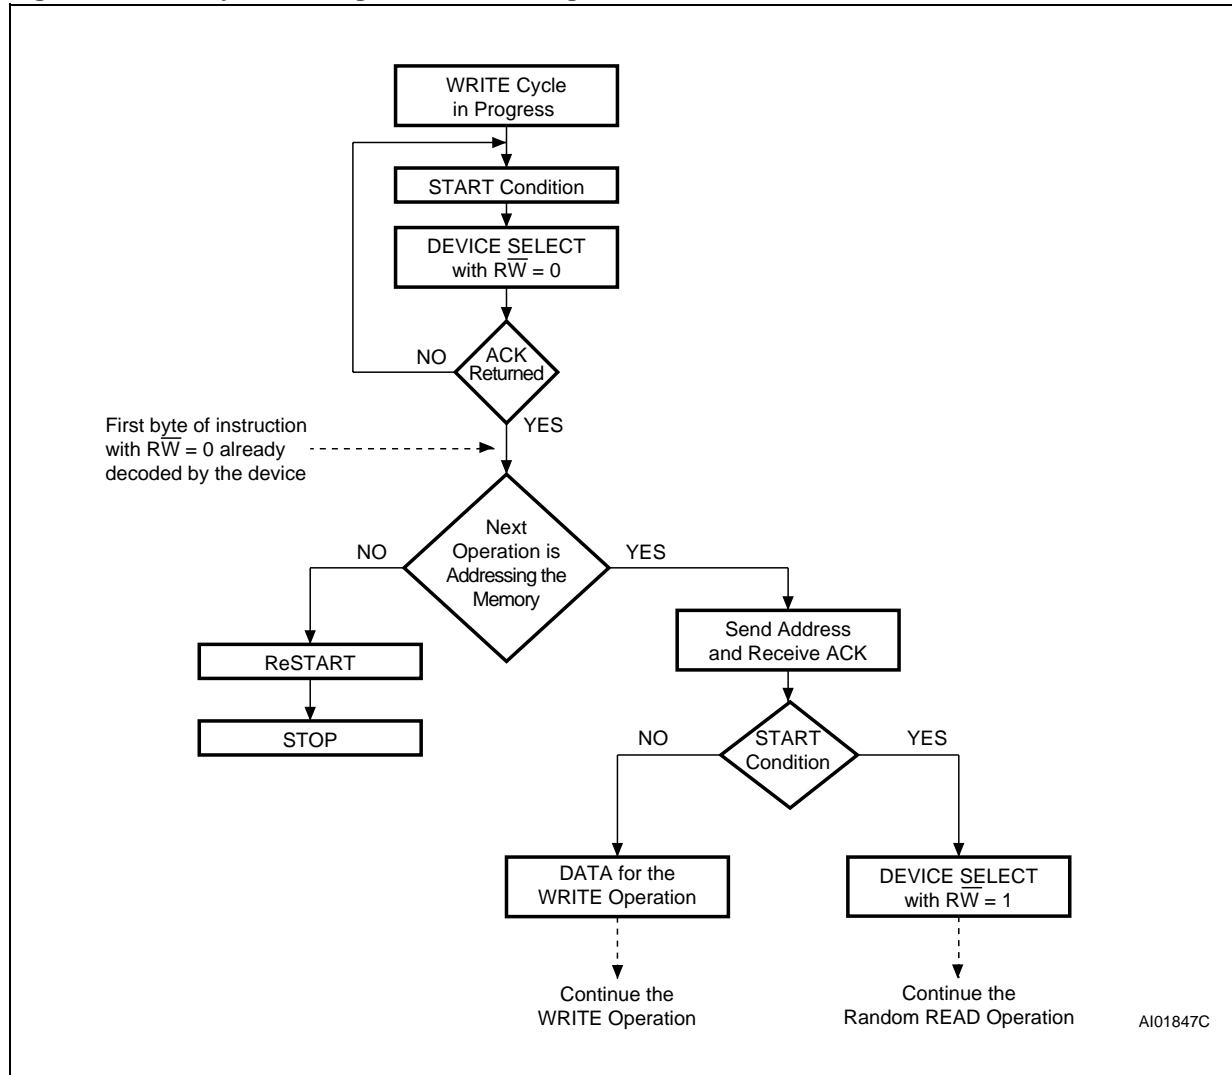 WRITE Cycle
in Progress
START Condition
DEVICE SELECT
with RW̅ = 0
NO
ACK
Returned
YES
First byte of instruction
with RW̅ = 0 already
decoded by the device
NO
Next
Operation is
Addressing the
Memory
YES
Send Address
and Receive ACK
ReSTART
STOP
NO
START
Condition
YES
DATA for the
WRITE Operation
DEVICE SELECT
with RW̅ = 1
Continue the
WRITE Operation
Continue the
Random READ Operation
AI01847C